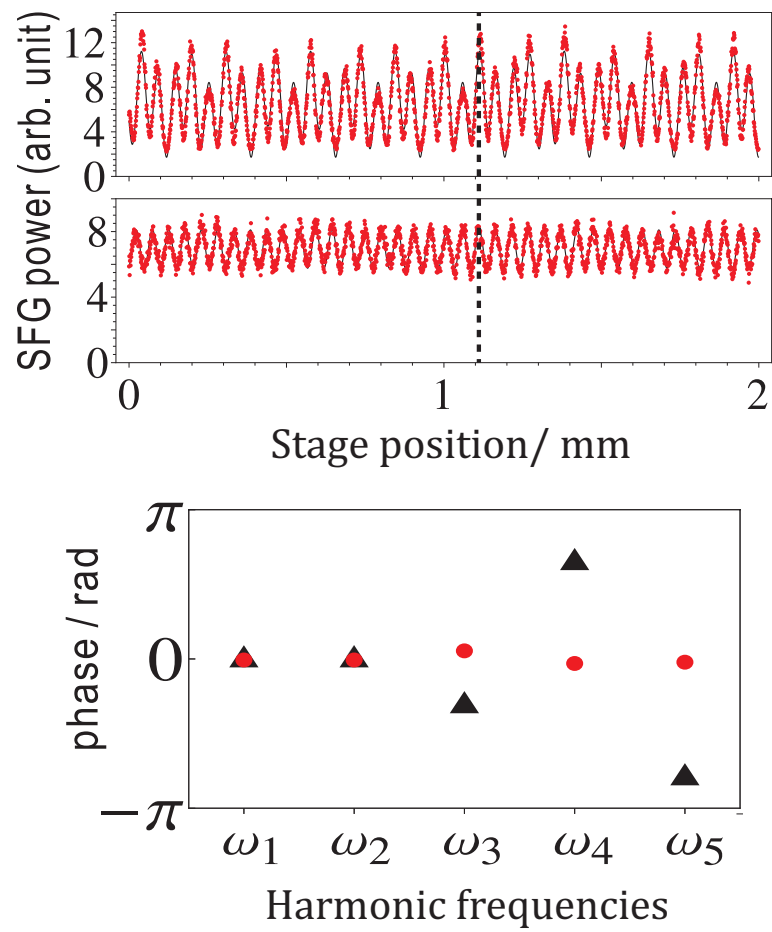 12
8
4
0
8
4
0
SFG power (arb. unit)
0 1 2
Stage position/ mm
π
0
−π
phase / rad
ω1 ω2 ω3 ω4 ω5
Harmonic frequencies